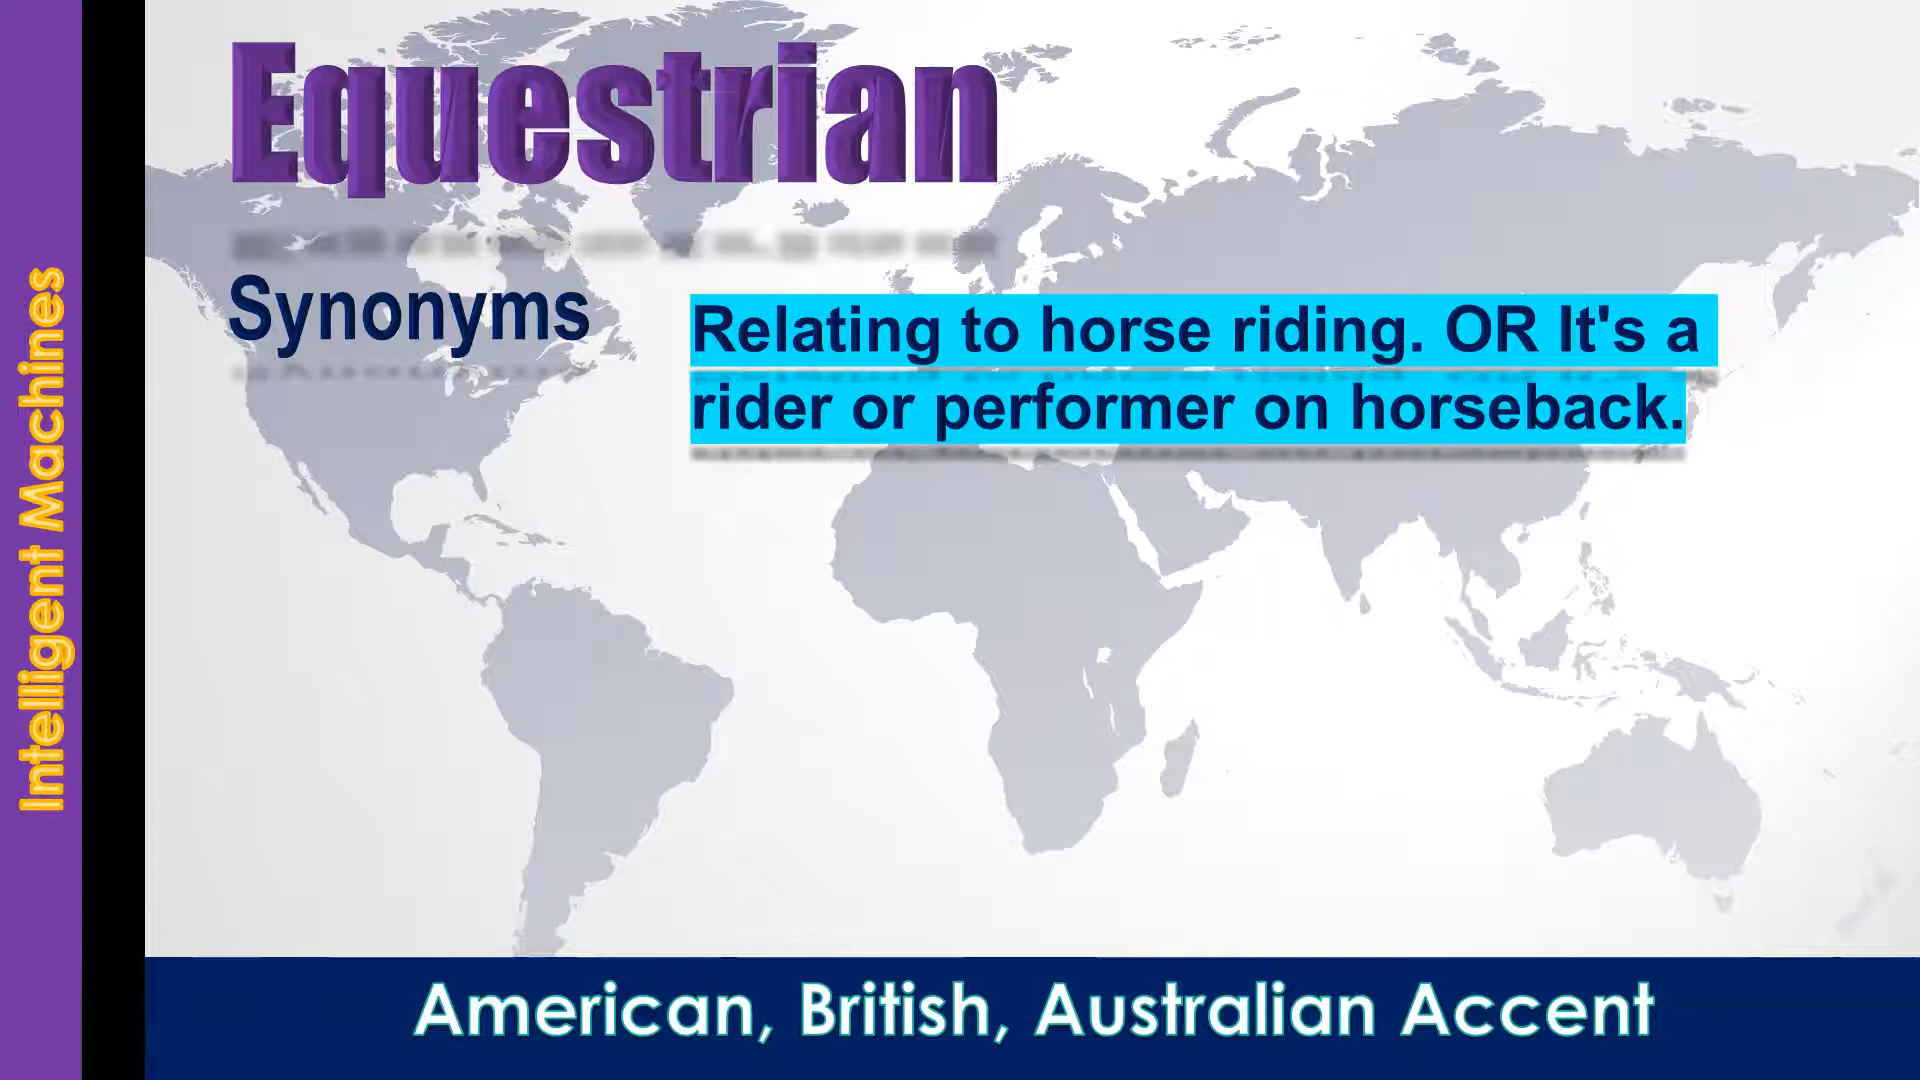 Equestrian
Synonyms
Relating to horse riding. OR It's a
rider or performer on horseback.
Intelligent Machines
American, British, Australian Accent